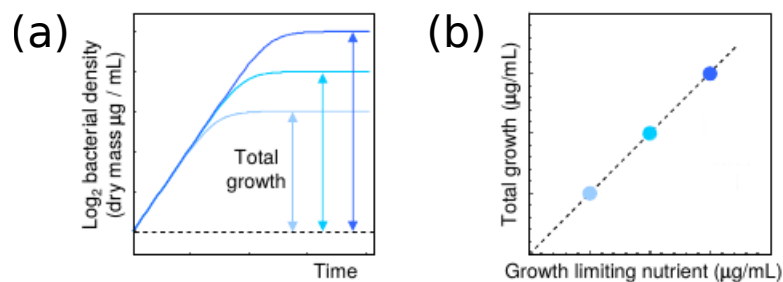 (a)
Log₂ bacterial density
(dry mass μg / mL)
Total
growth
Time
(b)
Total growth (μg/mL)
Growth limiting nutrient (μg/mL)